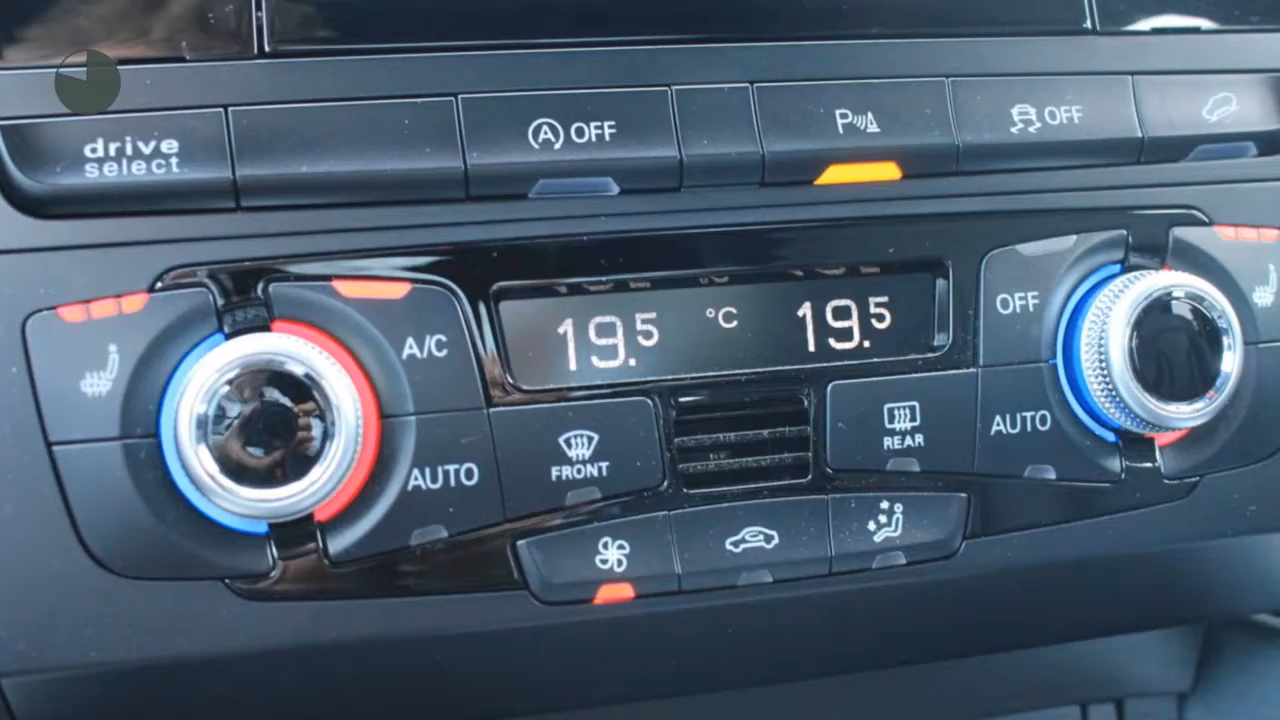 drive
select
A OFF
P
OFF
19.5 °C 19.5
A/C
OFF
AUTO
FRONT
REAR
AUTO